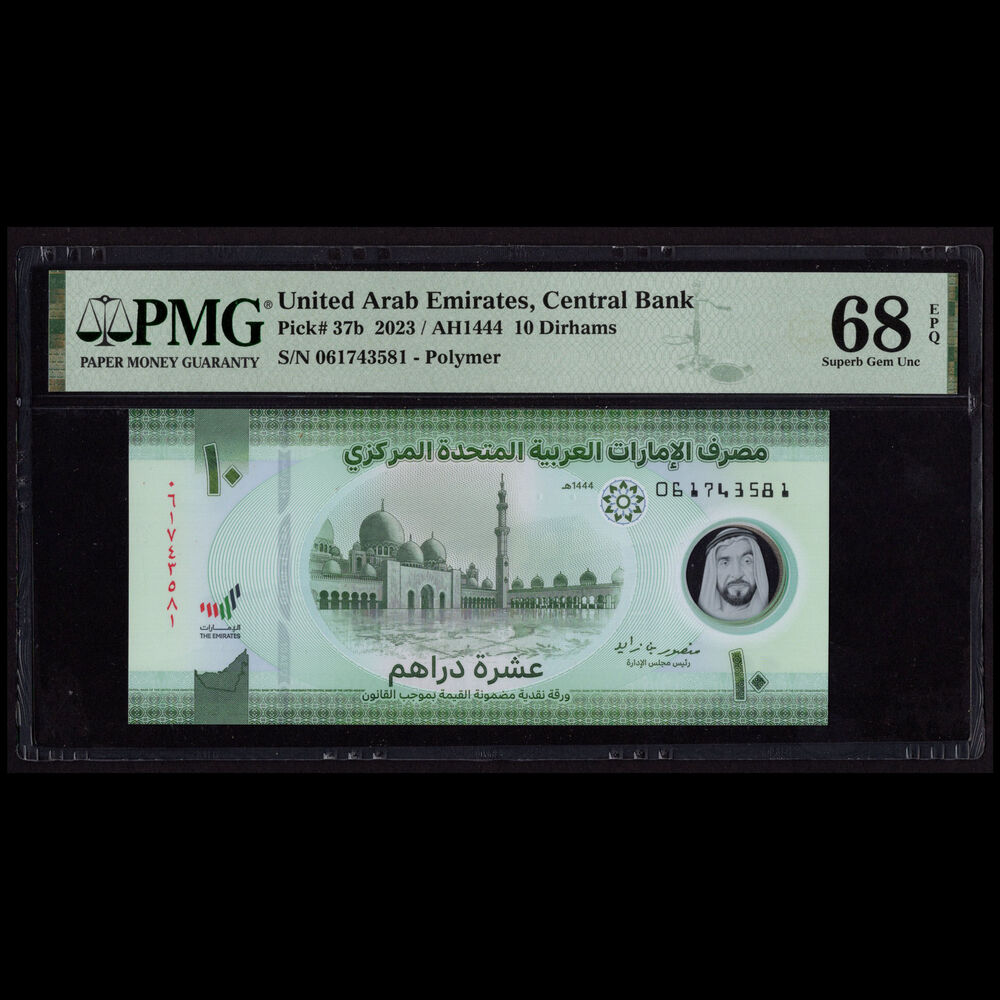 PMG®
PAPER MONEY GUARANTY
United Arab Emirates, Central Bank
Pick# 37b 2023 / AH1444 10 Dirhams
S/N 061743581 - Polymer
68
EPQ
Superb Gem Unc
مصرف الإمارات العربية المتحدة المركزي
١٠
1444هـ
061743581
٠٦١٧٤٣٥٨١
الإمارات
THE EMIRATES
منصور بن زايد
رئيس مجلس الإدارة
عشرة دراهم
١٠
ورقة نقدية مضمونة القيمة بموجب القانون